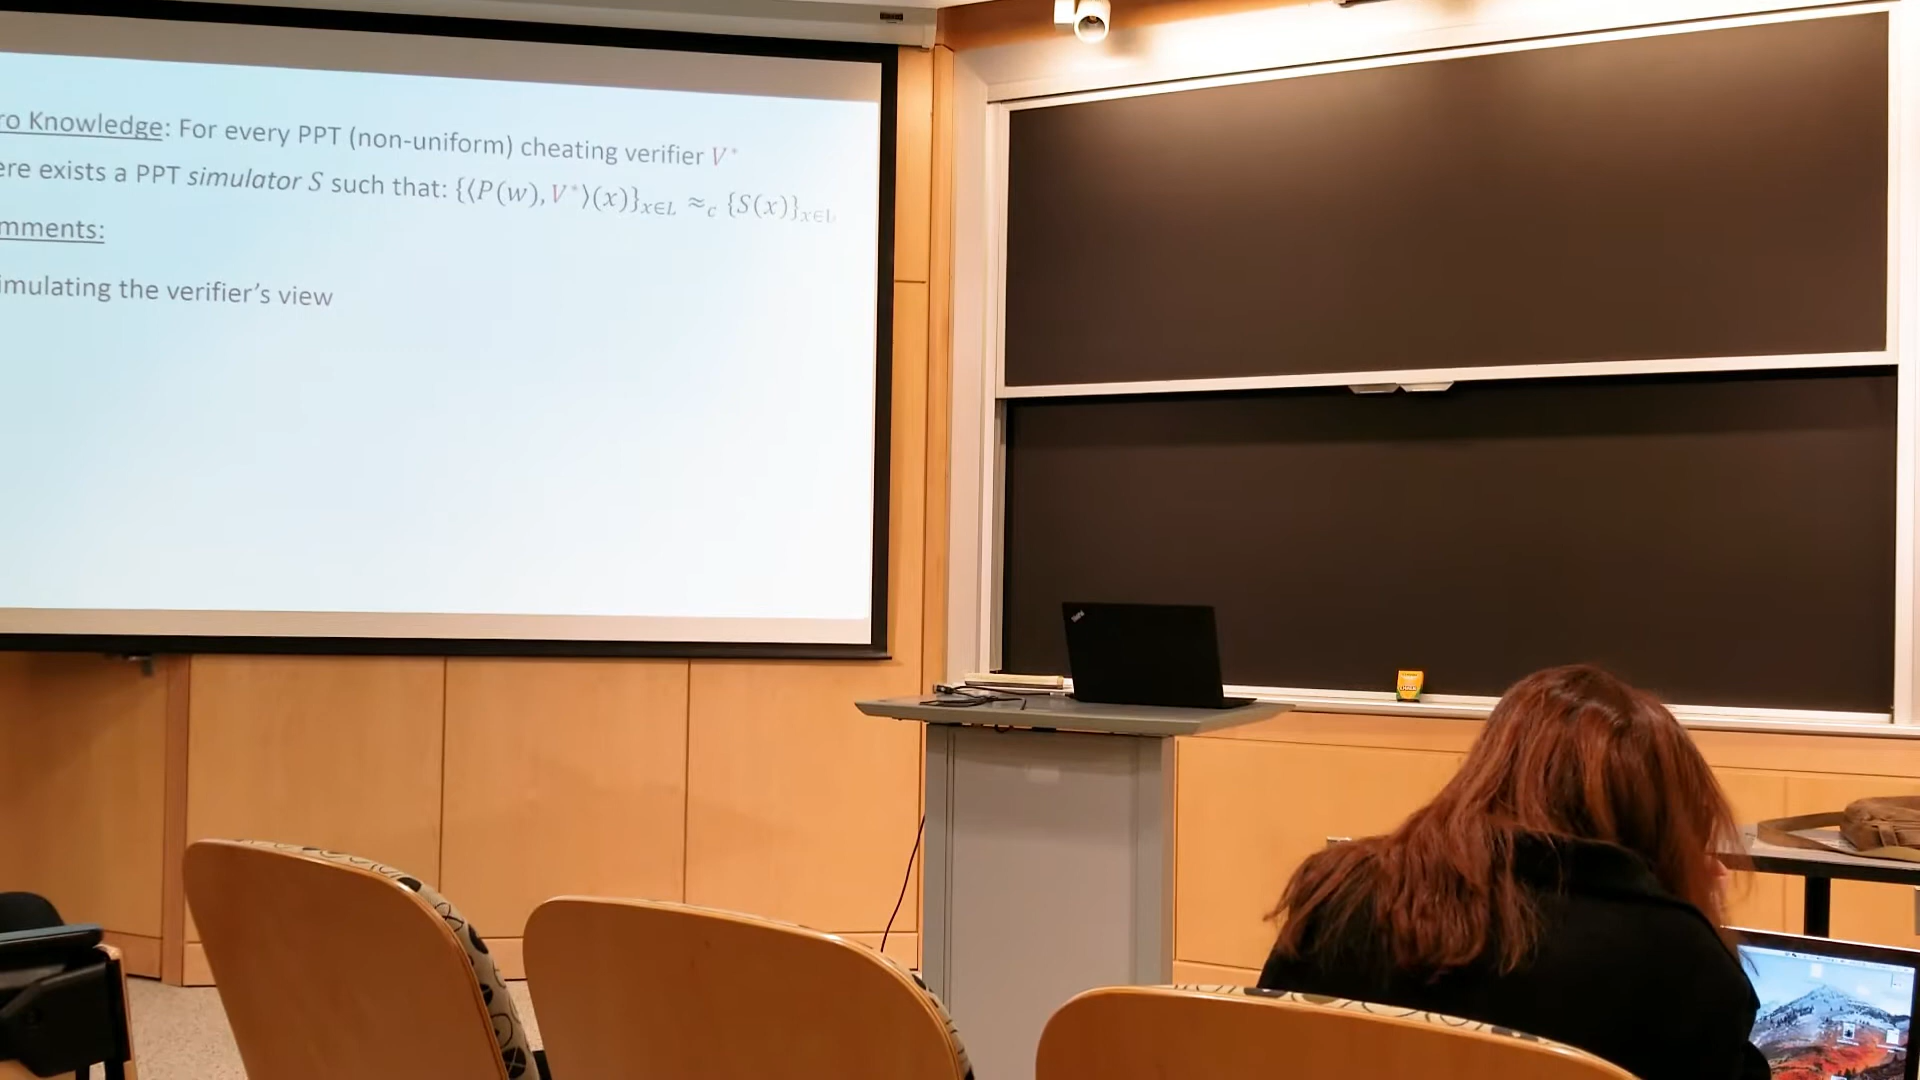 ro Knowledge: For every PPT (non-uniform) cheating verifier V*
ere exists a PPT simulator S such that: {⟨P(w), V*⟩(x)}x∈L ≈c {S(x)}x∈L
mments:
imulating the verifier's view
CHALK